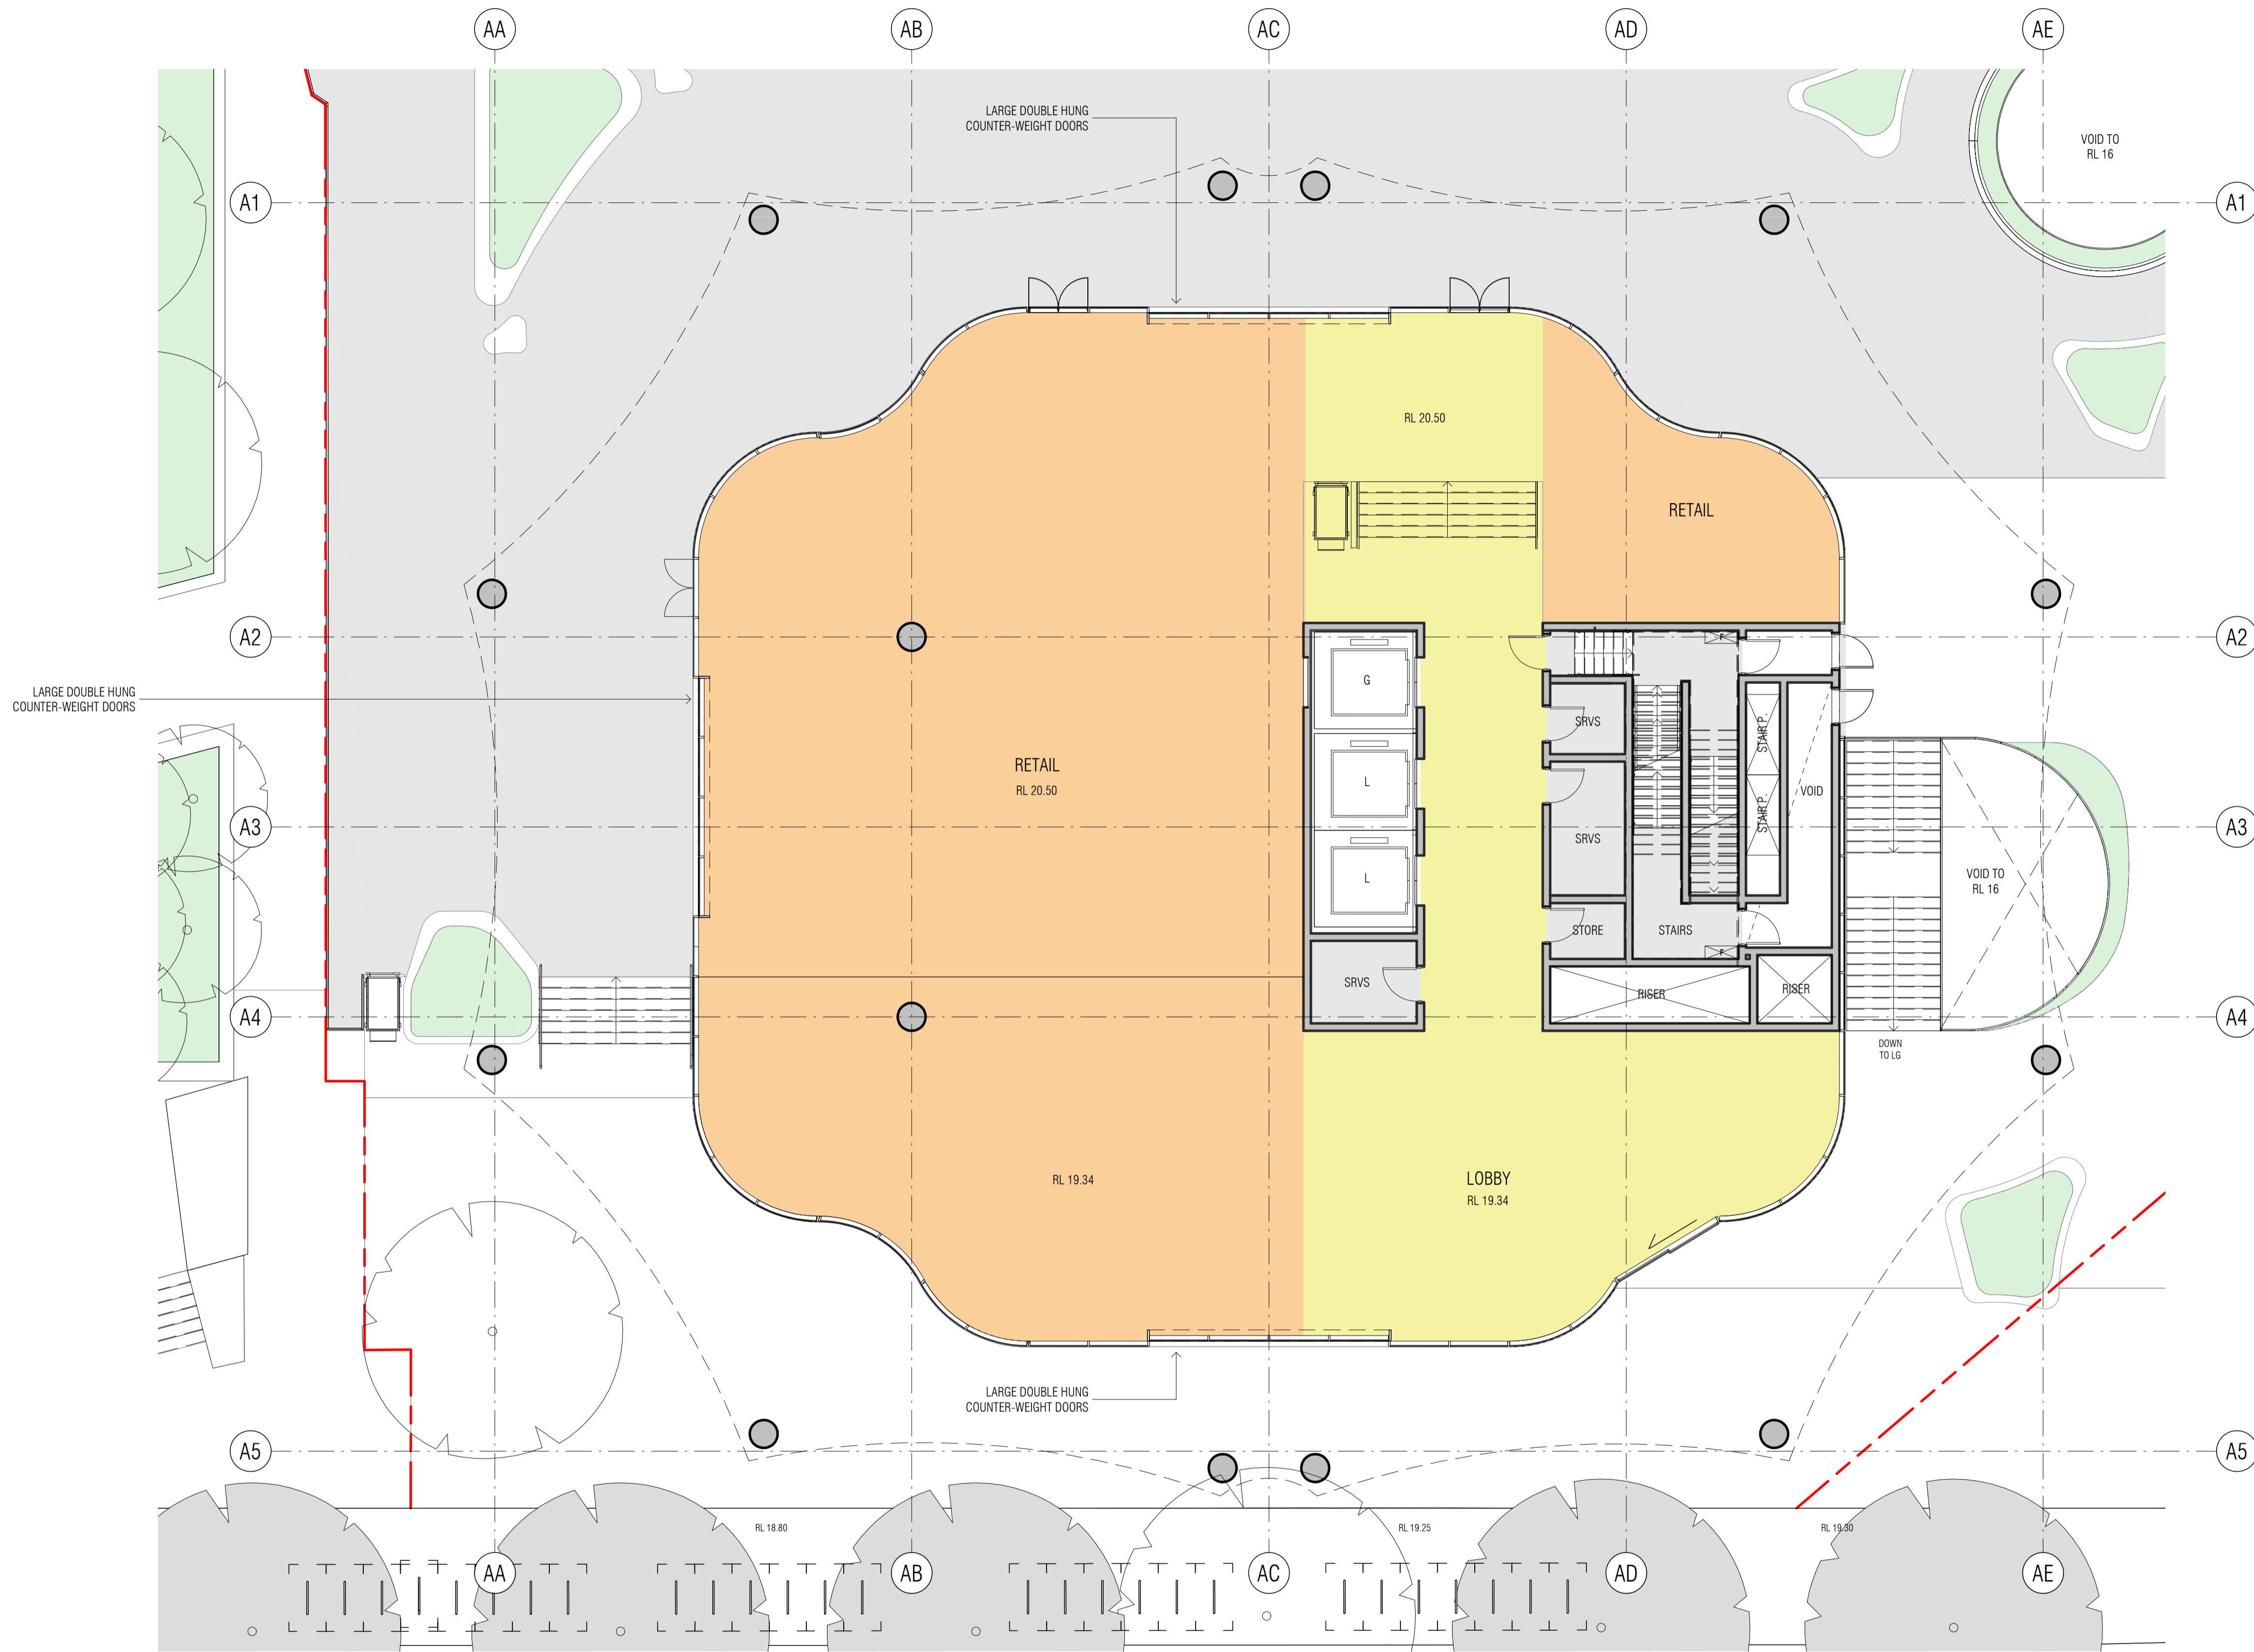 AA
AB
AC
AD
AE
LARGE DOUBLE HUNG
COUNTER-WEIGHT DOORS
VOID TO
RL 16
A1
A1
RL 20.50
RETAIL
A2
F
A2
G
LARGE DOUBLE HUNG
COUNTER-WEIGHT DOORS
SRVS
STAIR P.
RETAIL
RL 20.50
L
VOID
A3
SRVS
STAIR P.
A3
L
VOID TO
RL 16
STORE
STAIRS
F
SRVS
RISER
RISER
A4
A4
DOWN
TO LG
RL 19.34
LOBBY
RL 19.34
LARGE DOUBLE HUNG
COUNTER-WEIGHT DOORS
A5
A5
RL 18.80
RL 19.25
RL 19.30
AA
AB
AC
AD
AE